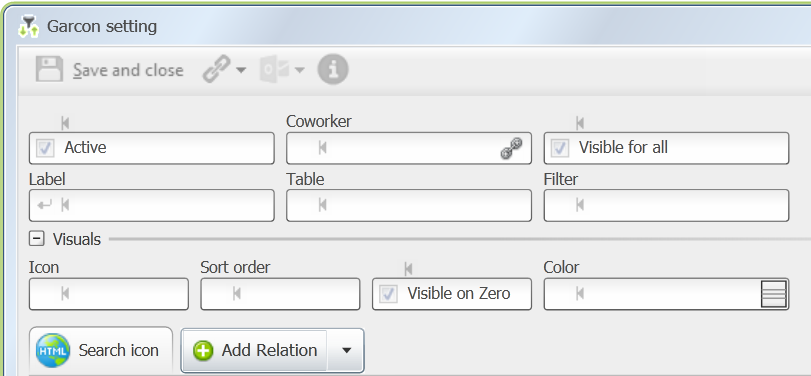 Garcon setting
Save and close
Coworker
Active
Visible for all
Label Table Filter
Visuals
Icon Sort order Color
Visible on Zero
HTML Search icon Add Relation